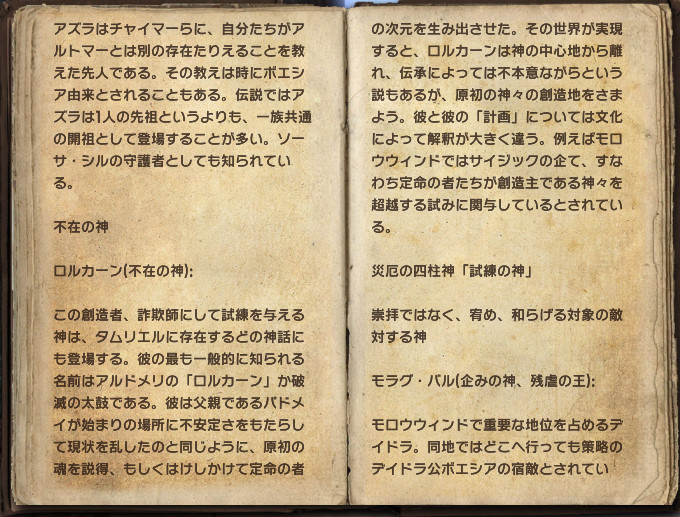 アズラはチャイマーらに、自分たちがア
ルトマーとは別の存在たりえることを教
えた先人である。その教えは時にボエシ
ア由来とされることもある。伝説ではア
ズラは1人の先祖というよりも、一族共通
の開祖として登場することが多い。ソー
サ・シルの守護者としても知られてい
る。
不在の神
ロルカーン(不在の神):
この創造者、詐欺師にして試練を与える
神は、タムリエルに存在するどの神話に
も登場する。彼の最も一般的に知られる
名前はアルドメリの「ロルカーン」か破
滅の太鼓である。彼は父親であるパドメ
イが始まりの場所に不安定さをもたらし
て現状を乱したのと同じように、原初の
魂を説得、もしくはけしかけて定命の者
の次元を生み出させた。その世界が実現
すると、ロルカーンは神の中心地から離
れ、伝承によっては不本意ながらという
説もあるが、原初の神々の創造地をさま
よう。彼と彼の「計画」については文化
によって解釈が大きく違う。例えばモロ
ウウィンドではサイジックの企て、すな
わち定命の者たちが創造主である神々を
超越する試みに関与しているとされてい
る。
災厄の四柱神「試練の神」
崇拝ではなく、宥め、和らげる対象の敵
対する神
モラグ・バル(企みの神、残虐の王):
モロウウィンドで重要な地位を占めるデ
イドラ。同地ではどこへ行っても策略の
デイドラ公ボエシアの宿敵とされてい